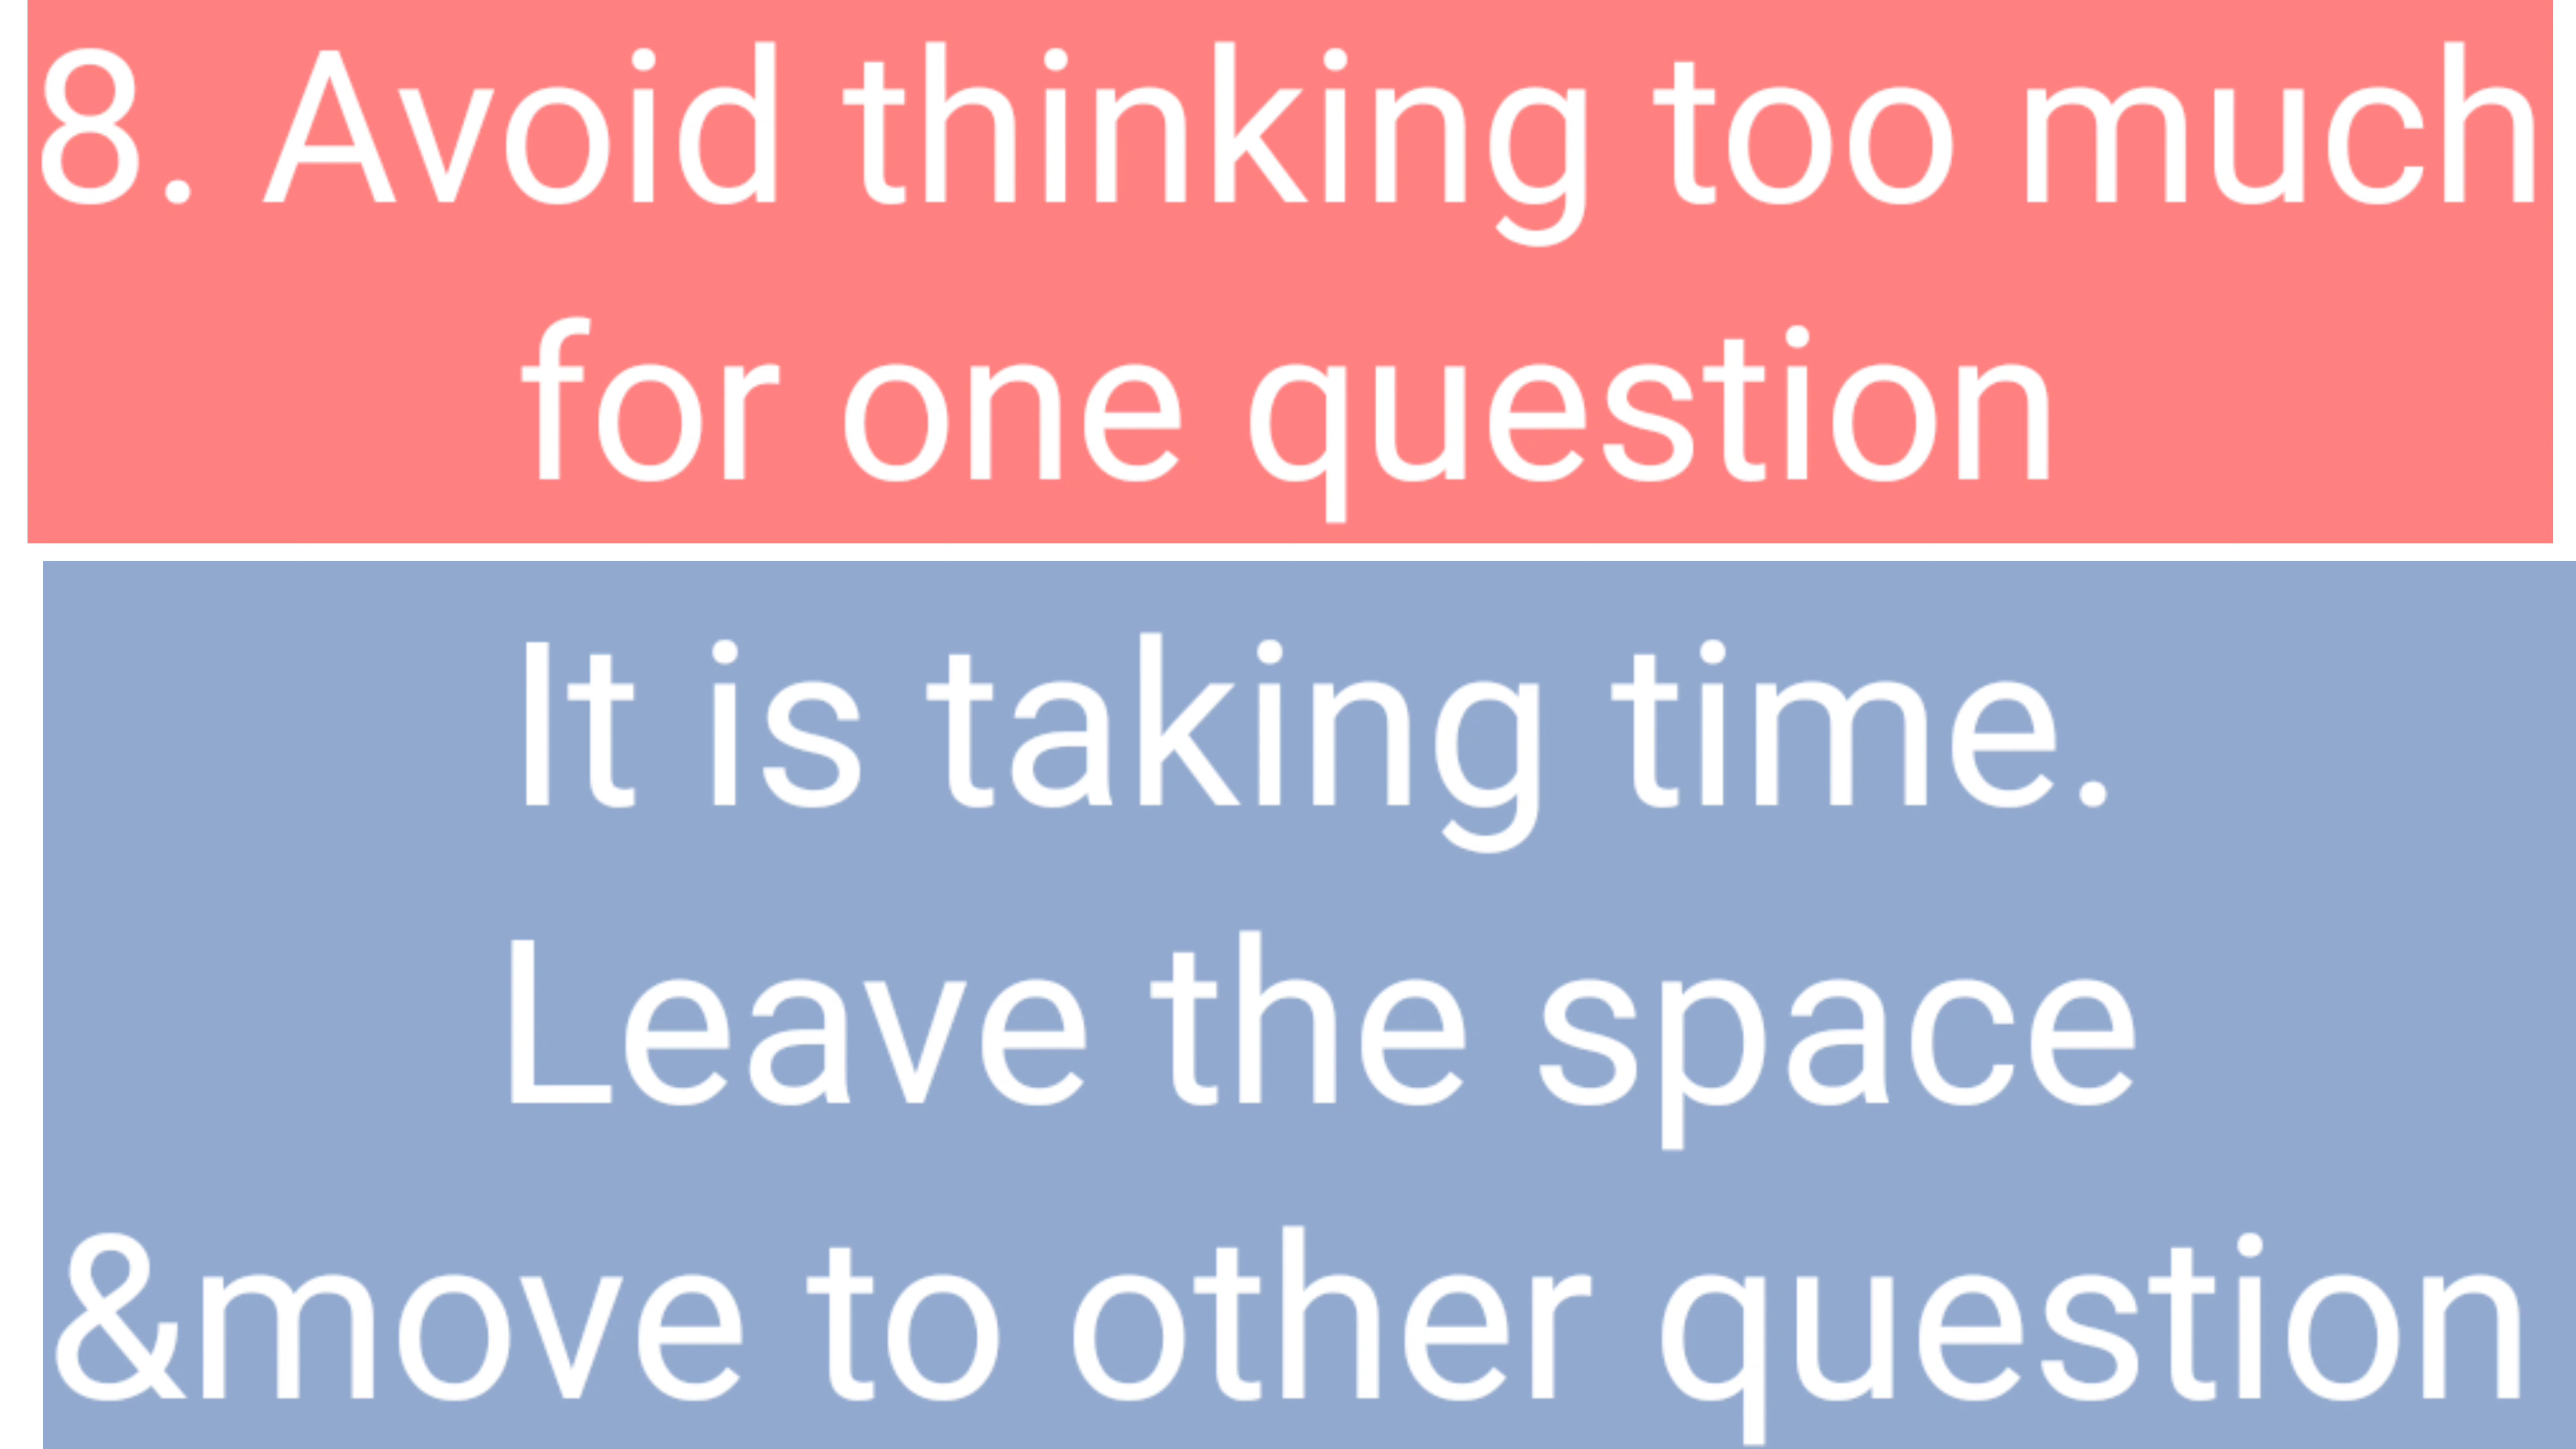 8. Avoid thinking too much
for one question
It is taking time.
Leave the space
&move to other question